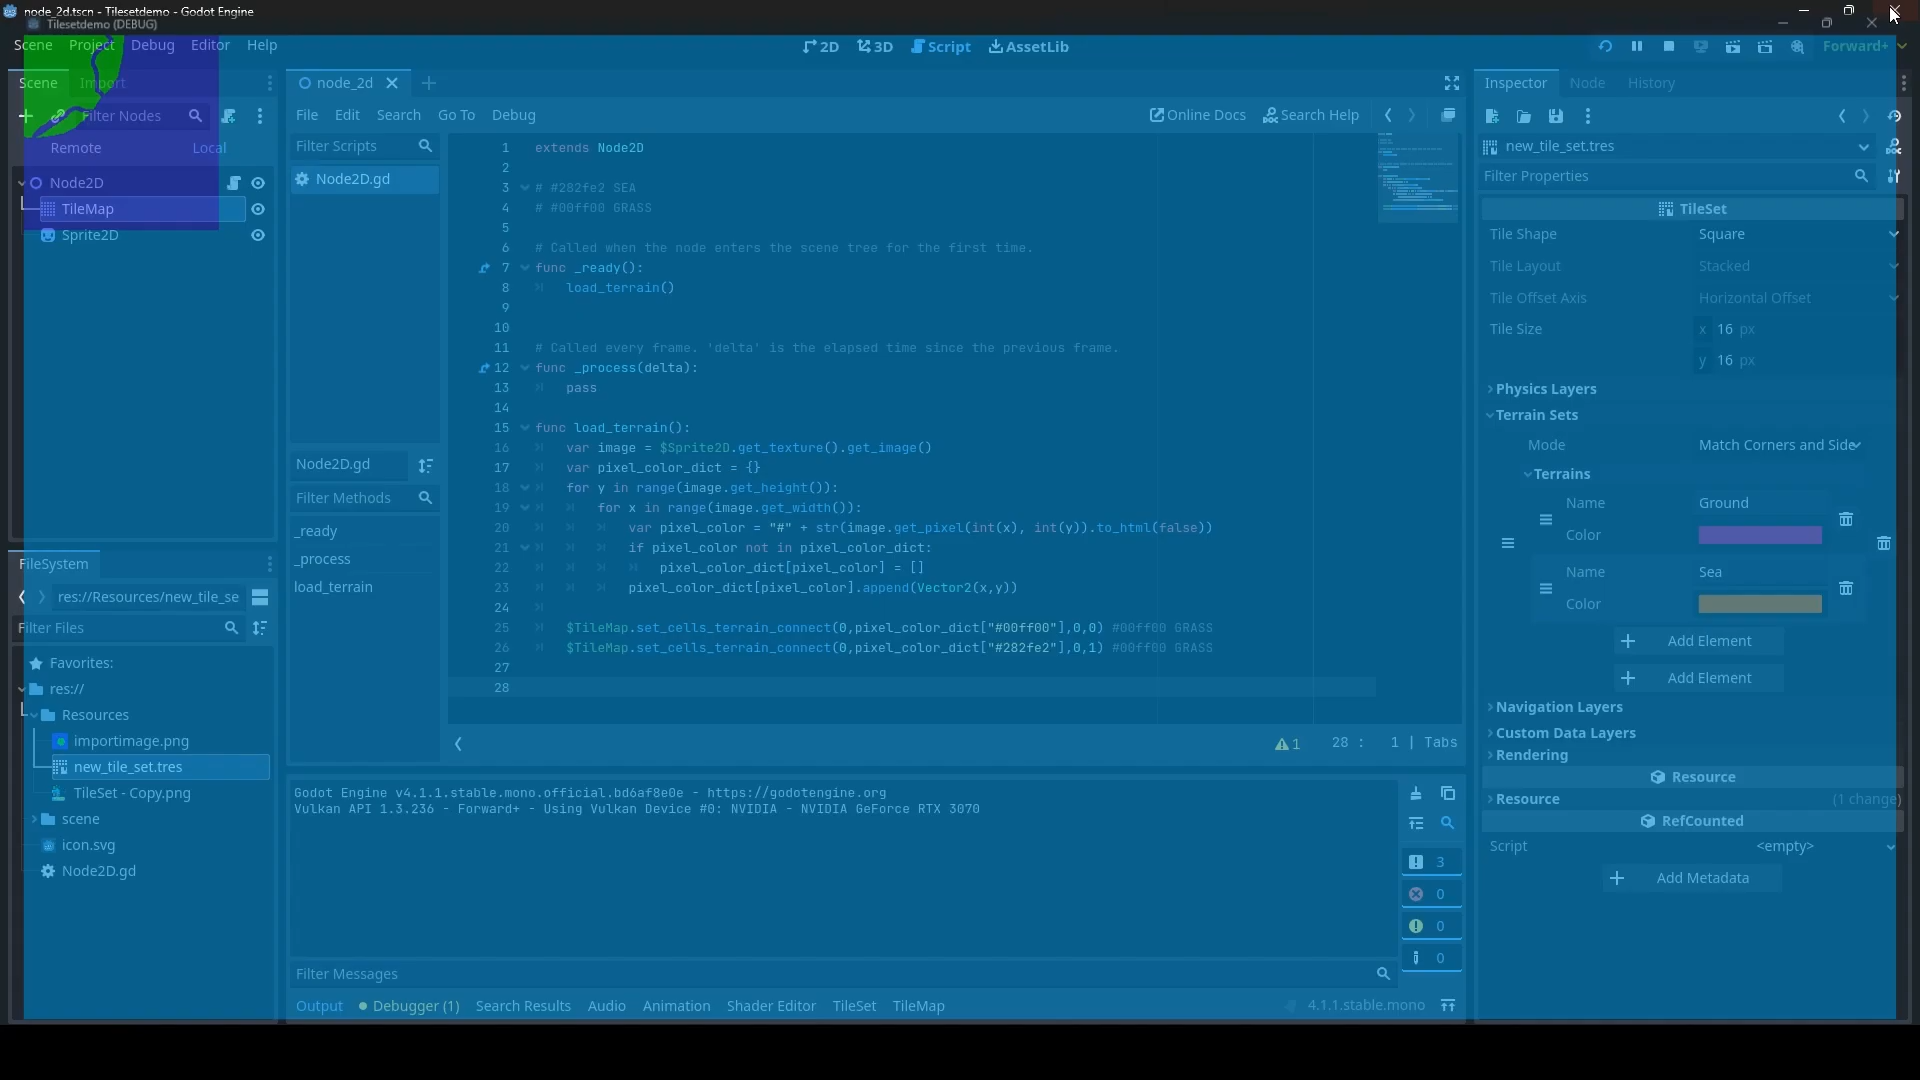 node_2d.tscn - Tilesetdemo - Godot Engine
Tilesetdemo (DEBUG)
Scene Project Debug Editor Help
2D 3D Script AssetLib
Forward+
Scene Import
Filter Nodes
Remote Local
Node2D
TileMap
Sprite2D
FileSystem
res://Resources/new_tile_se
Filter Files
Favorites:
res://
Resources
importimage.png
new_tile_set.tres
TileSet - Copy.png
scene
icon.svg
Node2D.gd
node_2d
File Edit Search Go To Debug
Online Docs Search Help
Filter Scripts
Node2D.gd
Node2D.gd
Filter Methods
_ready
_process
load_terrain
1 extends Node2D
2
3 # #282fe2 SEA
4 # #00ff00 GRASS
5
6 # Called when the node enters the scene tree for the first time.
7 func _ready():
8 load_terrain()
9
10
11 # Called every frame. 'delta' is the elapsed time since the previous frame.
12 func _process(delta):
13 pass
14
15 func load_terrain():
16 var image = $Sprite2D.get_texture().get_image()
17 var pixel_color_dict = {}
18 for y in range(image.get_height()):
19 for x in range(image.get_width()):
20 var pixel_color = "#" + str(image.get_pixel(int(x), int(y)).to_html(false))
21 if pixel_color not in pixel_color_dict:
22 pixel_color_dict[pixel_color] = []
23 pixel_color_dict[pixel_color].append(Vector2(x,y))
24
25 $TileMap.set_cells_terrain_connect(0,pixel_color_dict["#00ff00"],0,0) #00ff00 GRASS
26 $TileMap.set_cells_terrain_connect(0,pixel_color_dict["#282fe2"],0,1) #00ff00 GRASS
27
28
1 28 : 1 | Tabs
Godot Engine v4.1.1.stable.mono.official.bd6af8e0e - https://godotengine.org
Vulkan API 1.3.236 - Forward+ - Using Vulkan Device #0: NVIDIA - NVIDIA GeForce RTX 3070
3
0
0
0
Filter Messages
Output Debugger (1) Search Results Audio Animation Shader Editor TileSet TileMap
4.1.1.stable.mono
Inspector Node History
new_tile_set.tres
Filter Properties
TileSet
Tile Shape Square
Tile Layout Stacked
Tile Offset Axis Horizontal Offset
Tile Size x 16 px
y 16 px
Physics Layers
Terrain Sets
Mode Match Corners and Side
Terrains
Name Ground
Color
Name Sea
Color
+ Add Element
+ Add Element
Navigation Layers
Custom Data Layers
Rendering
Resource
Resource (1 change)
RefCounted
Script <empty>
+ Add Metadata